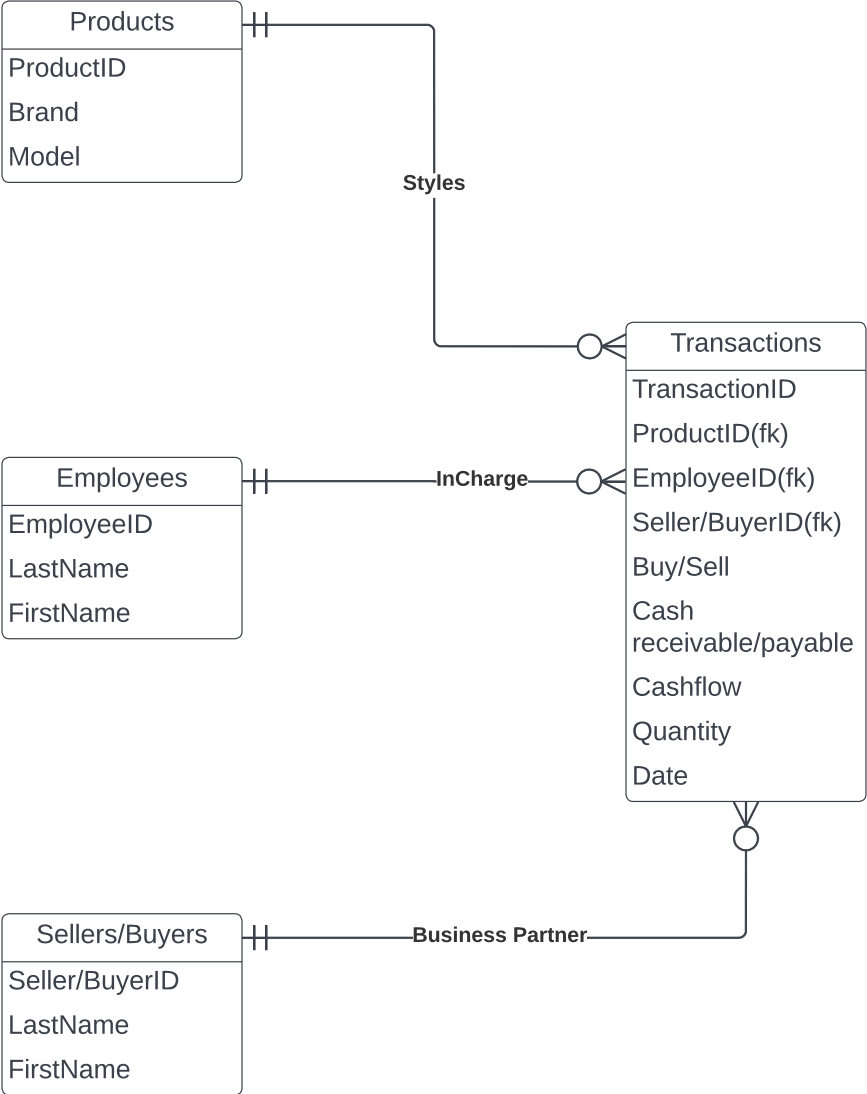 Products
ProductID
Brand
Model
Styles
Transactions
TransactionID
ProductID(fk)
EmployeeID(fk)
Seller/BuyerID(fk)
Buy/Sell
Cash
receivable/payable
Cashflow
Quantity
Date
Employees
EmployeeID
LastName
FirstName
InCharge
Business Partner
Sellers/Buyers
Seller/BuyerID
LastName
FirstName